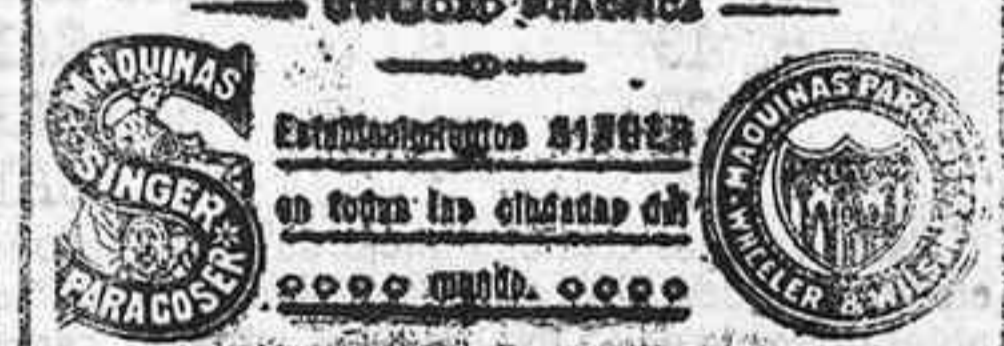 MAQUINAS
SINGER
PARA COSER
Establecimientos SINGER
en todas las ciudades del
mundo.
MAQUINAS PARA
WHEELER & WILSON